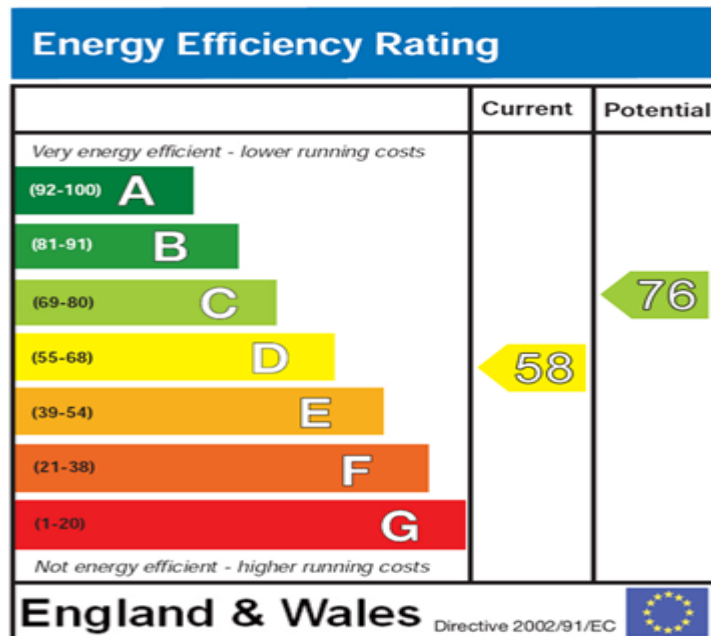 Energy Efficiency Rating
Current Potential
Very energy efficient - lower running costs
(92-100) A
(81-91) B
(69-80) C
76
(55-68) D
58
(39-54) E
(21-38) F
(1-20) G
Not energy efficient - higher running costs
England & Wales Directive 2002/91/EC